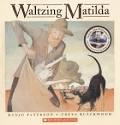 Waltzing Matilda
BANJO PATERSON • FREYA BLACKWOOD